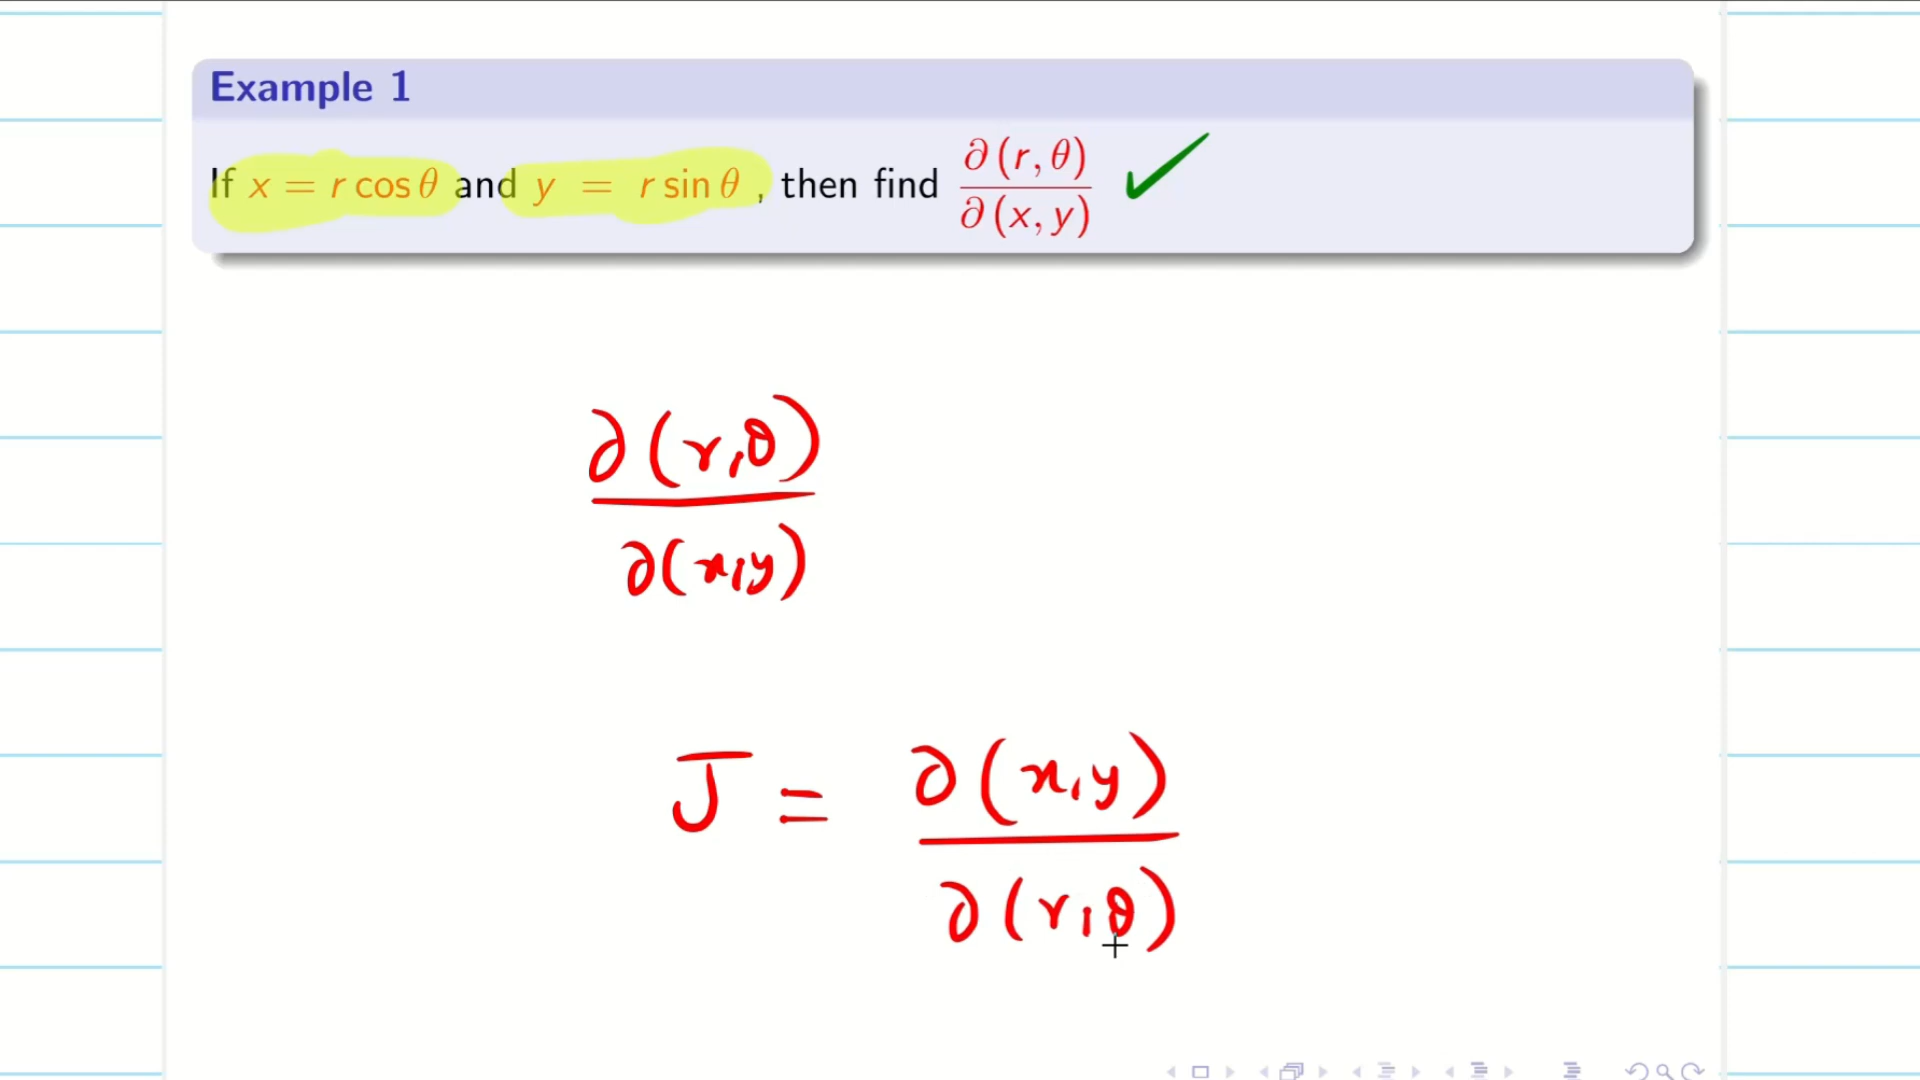 Example 1
If x = r cos θ and y = r sin θ , then find ∂(r, θ)/∂(x, y) ✓
∂(r,θ)
∂(x,y)
J = ∂(x,y)/∂(r,θ)